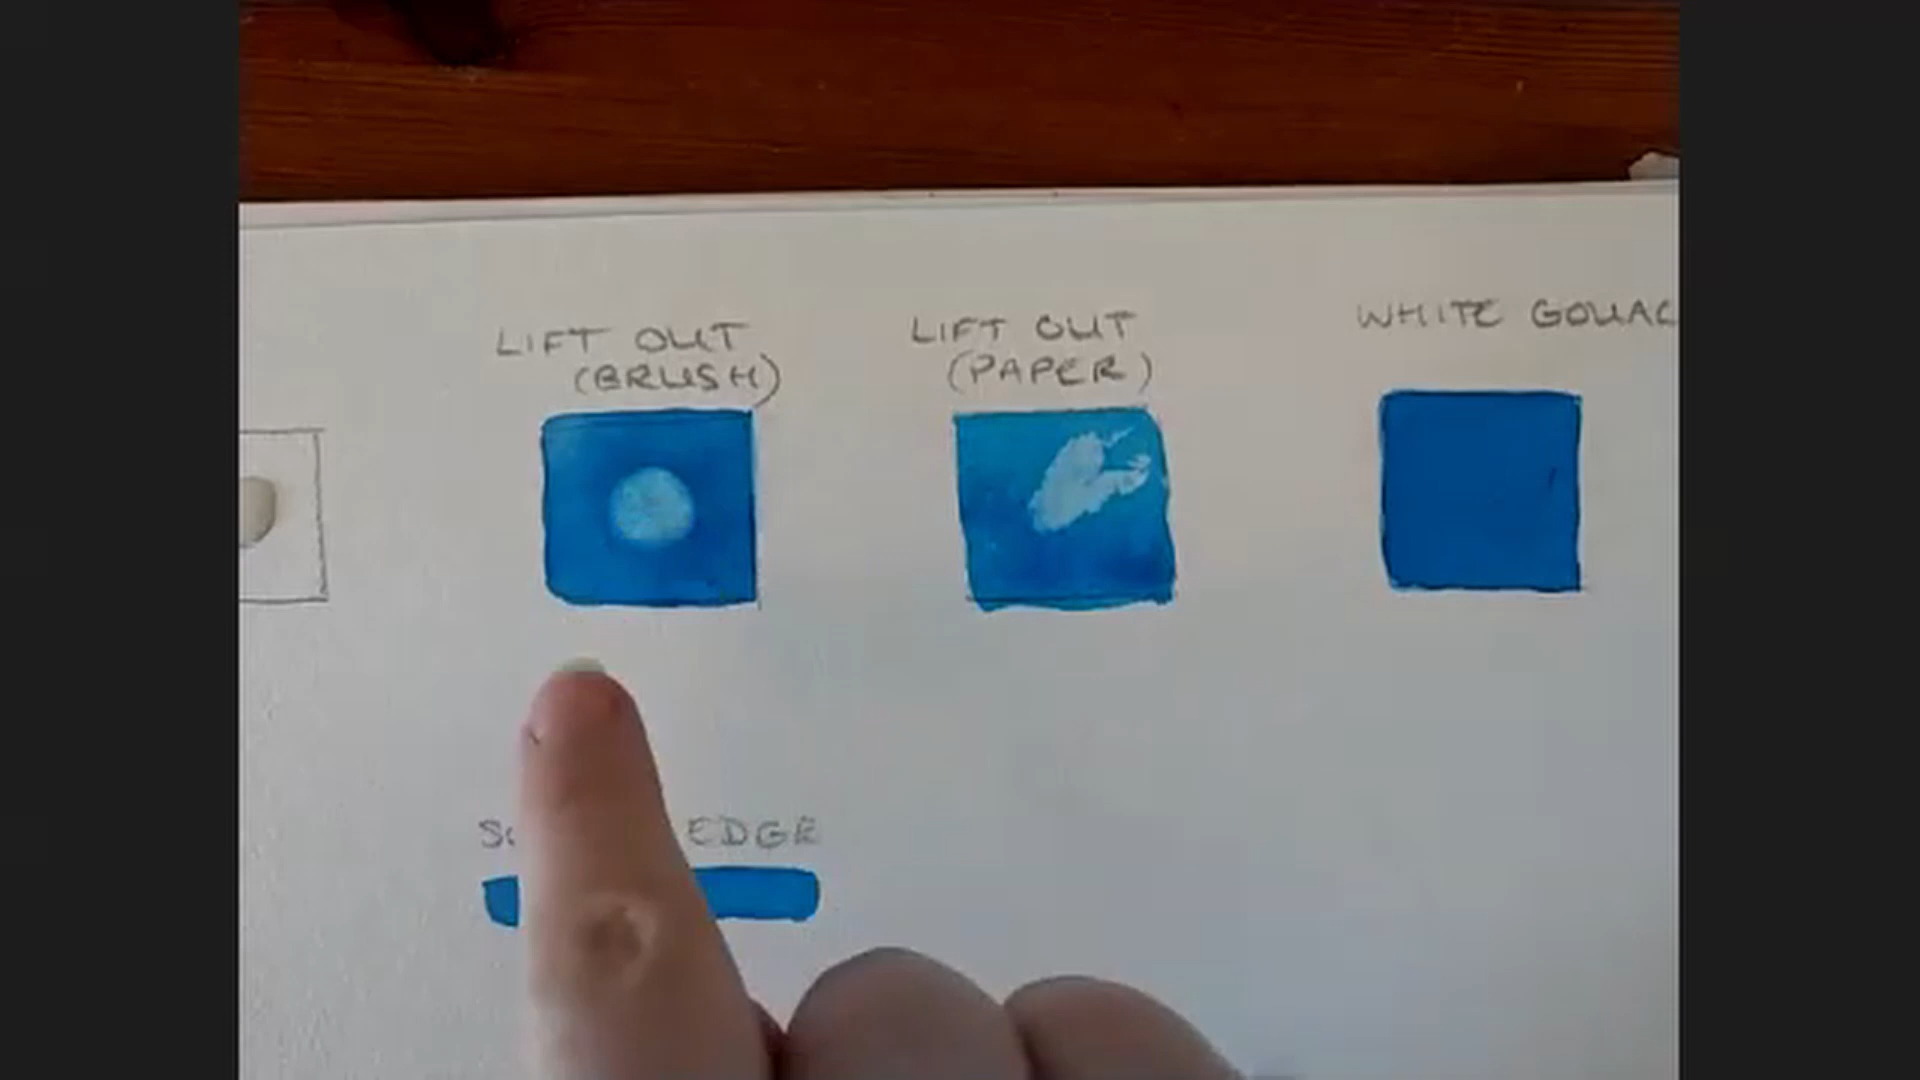 LIFT OUT
(BRUSH)
LIFT OUT
(PAPER)
WHITE GOUAC
EDGE